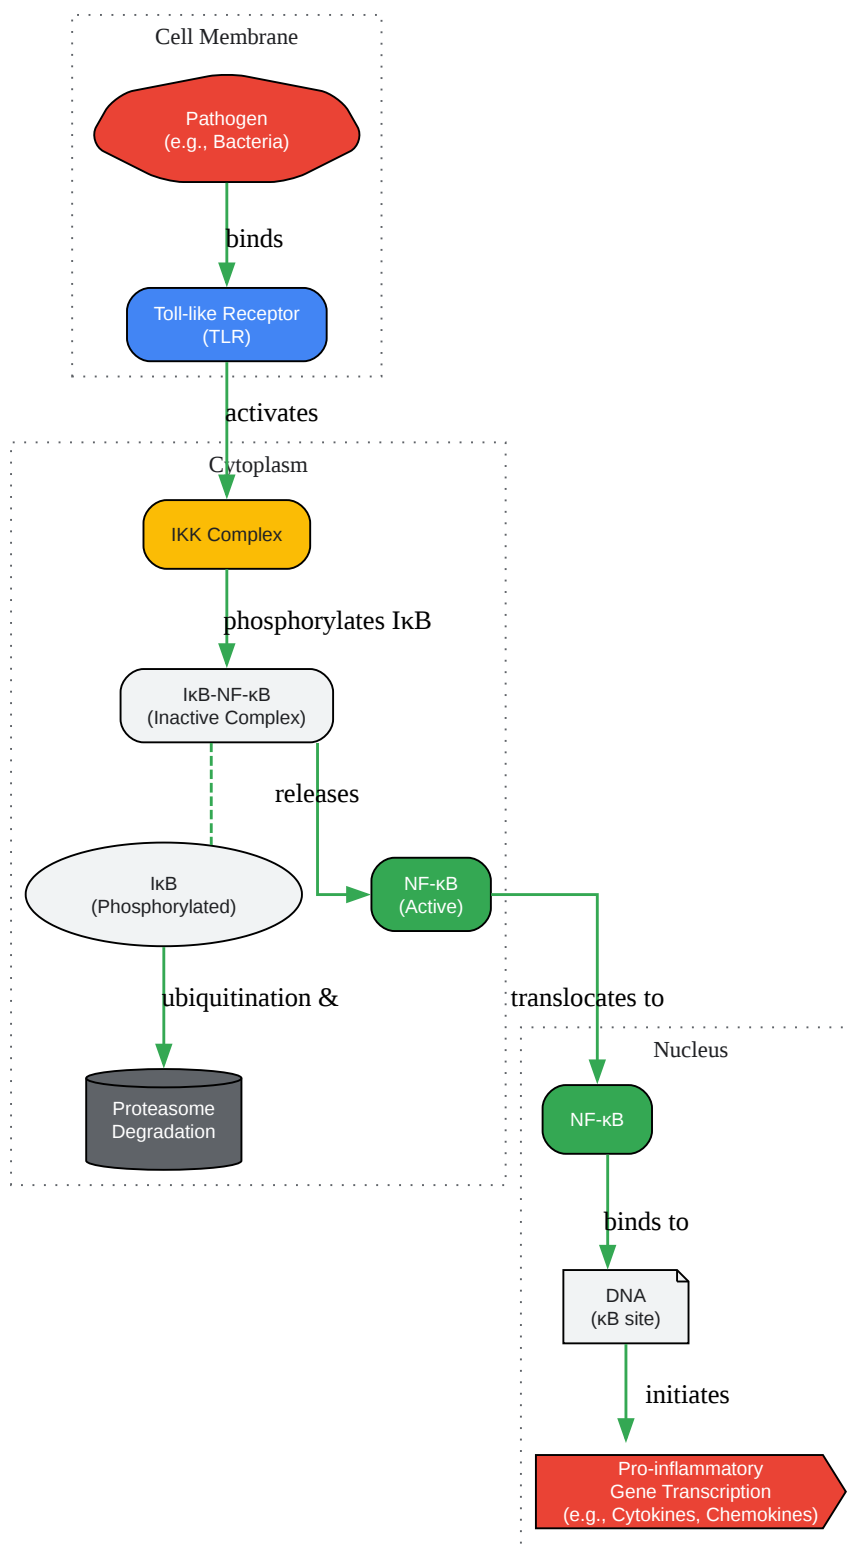 Cell Membrane
Pathogen
(e.g., Bacteria)
binds
Toll-like Receptor
(TLR)
activates
Cytoplasm
IKK Complex
phosphorylates IκB
IκB-NF-κB
(Inactive Complex)
releases
IκB
(Phosphorylated)
NF-κB
(Active)
ubiquitination &
translocates to
Nucleus
Proteasome
Degradation
NF-κB
binds to
DNA
(κB site)
initiates
Pro-inflammatory
Gene Transcription
(e.g., Cytokines, Chemokines)